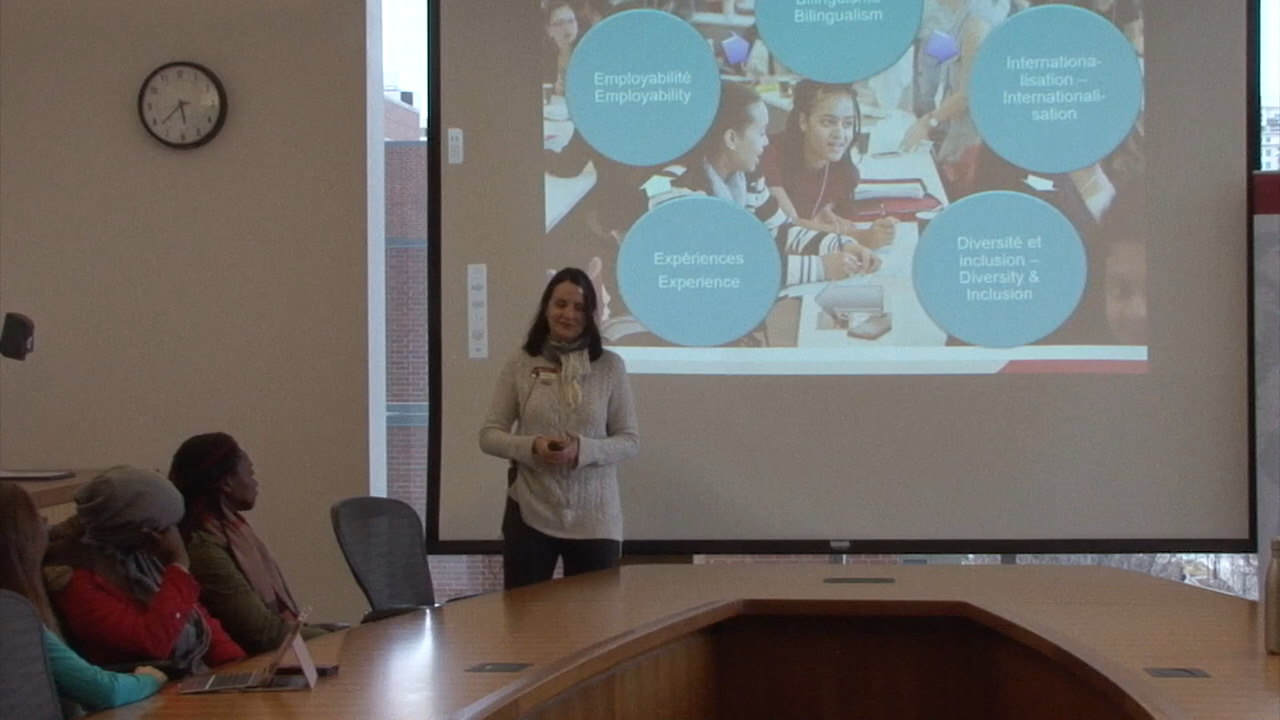 Bilinguisme
Bilingualism
Employabilité
Employability
Internationa-
lisation –
Internationali-
sation
Expériences
Experience
Diversité et
inclusion –
Diversity &
Inclusion